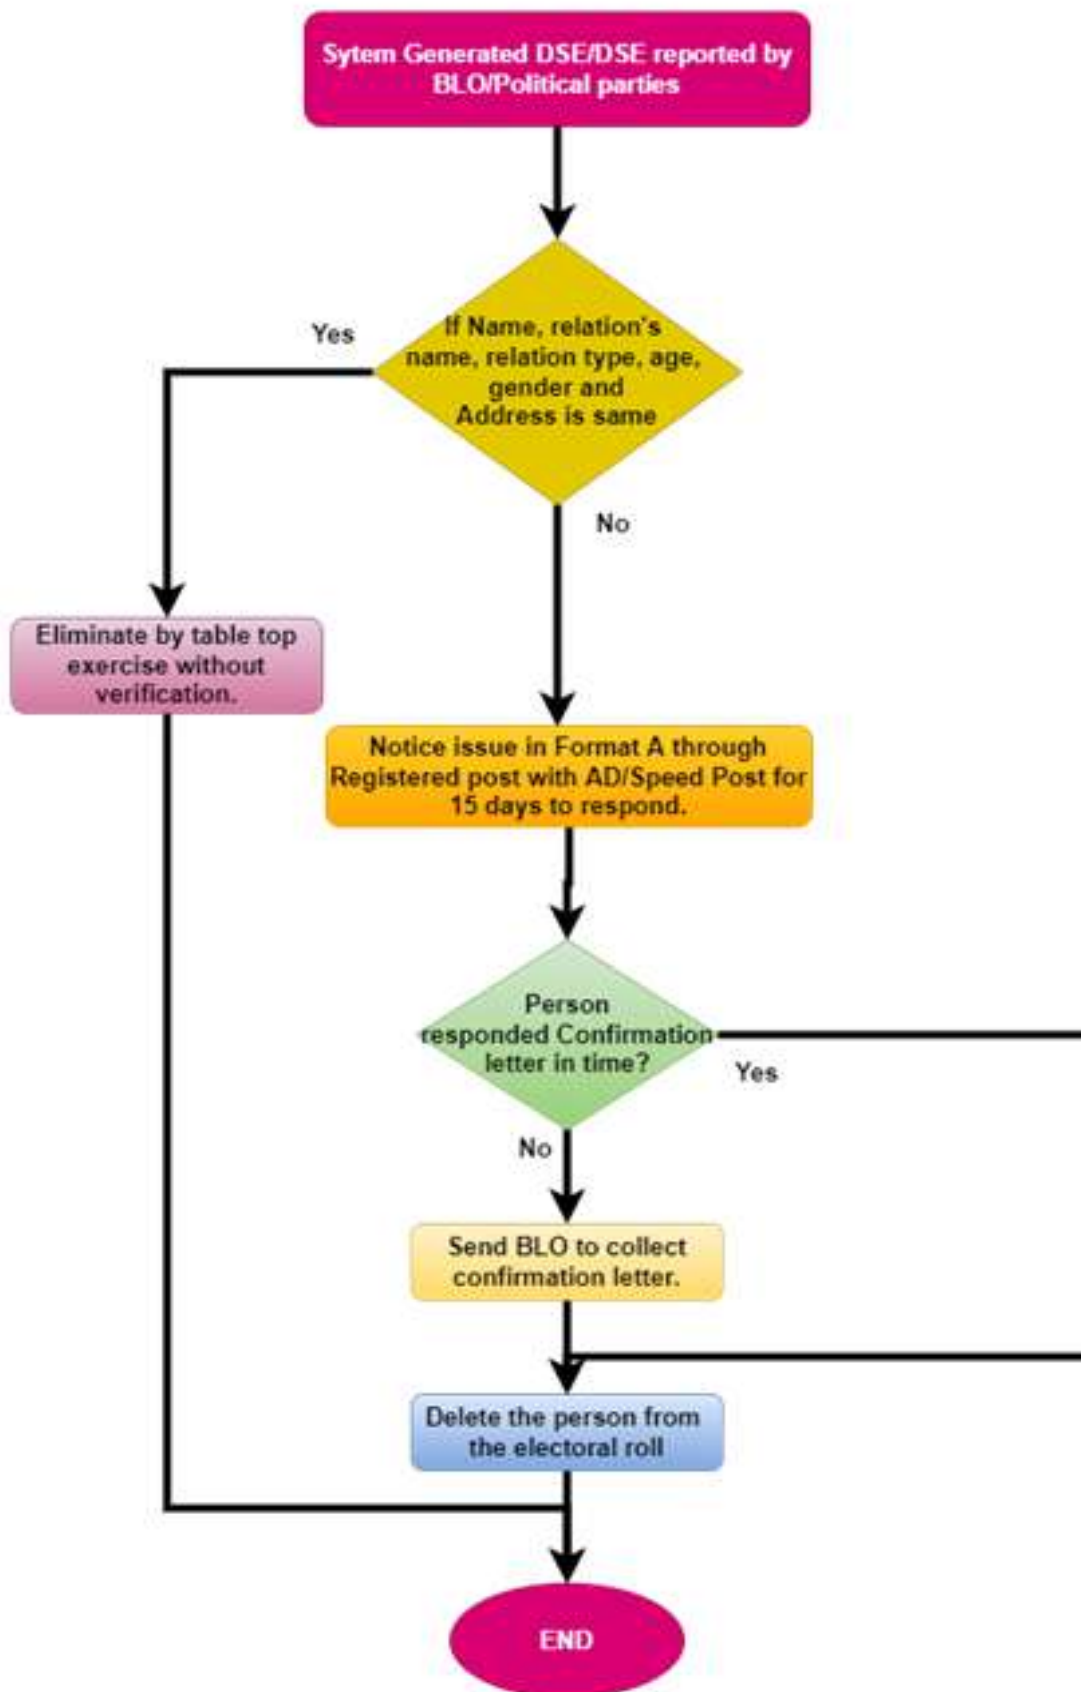 Sytem Generated DSE/DSE reported by
BLO/Political parties
If Name, relation's
name, relation type, age,
gender and
Address is same
Yes
No
Eliminate by table top
exercise without
verification.
Notice issue in Format A through
Registered post with AD/Speed Post for
15 days to respond.
Person
responded Confirmation
letter in time?
Yes
No
Send BLO to collect
confirmation letter.
Delete the person from
the electoral roll
END